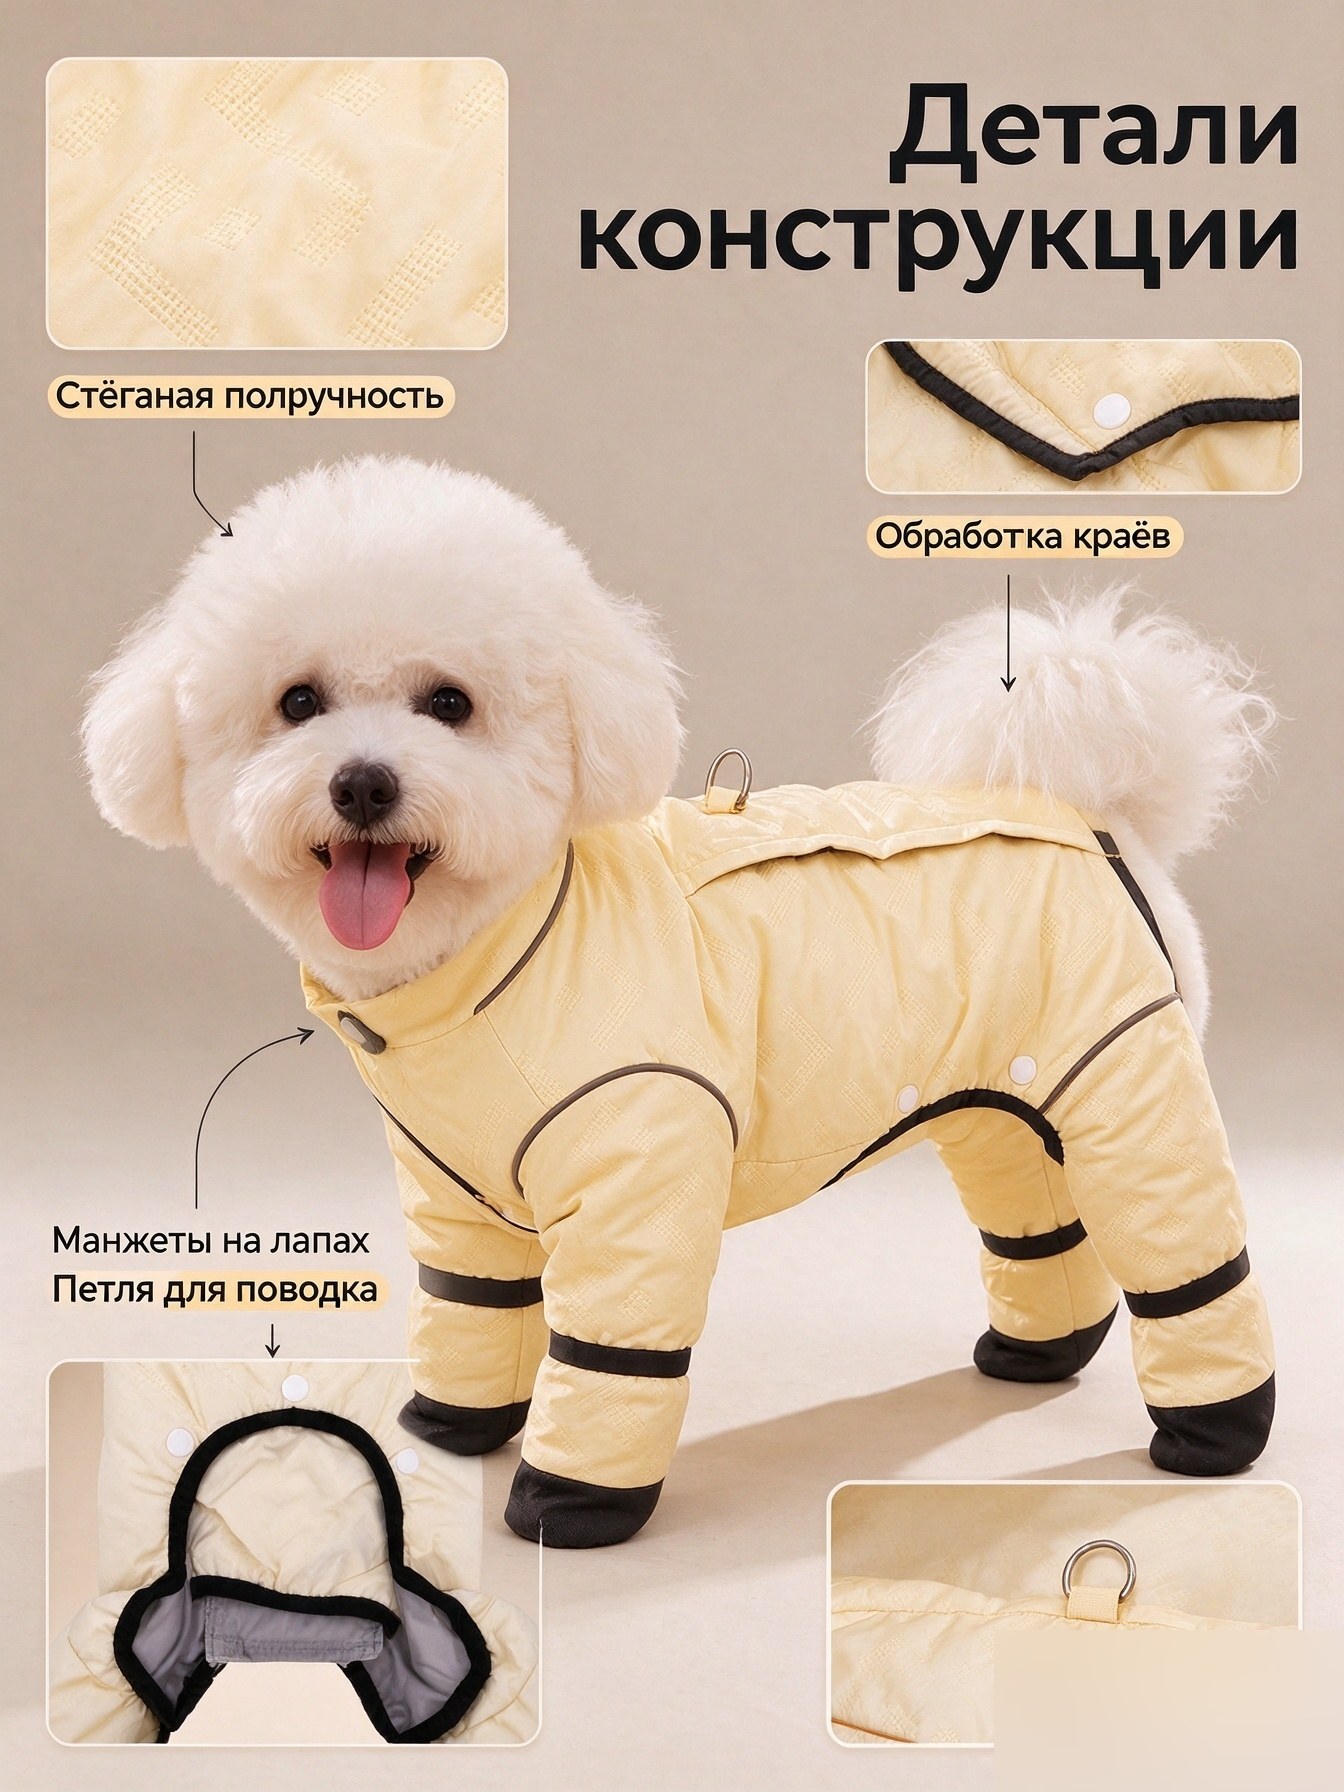 Детали
конструкции
Стёганая полручность
Обработка краёв
Манжеты на лапах
Петля для поводка